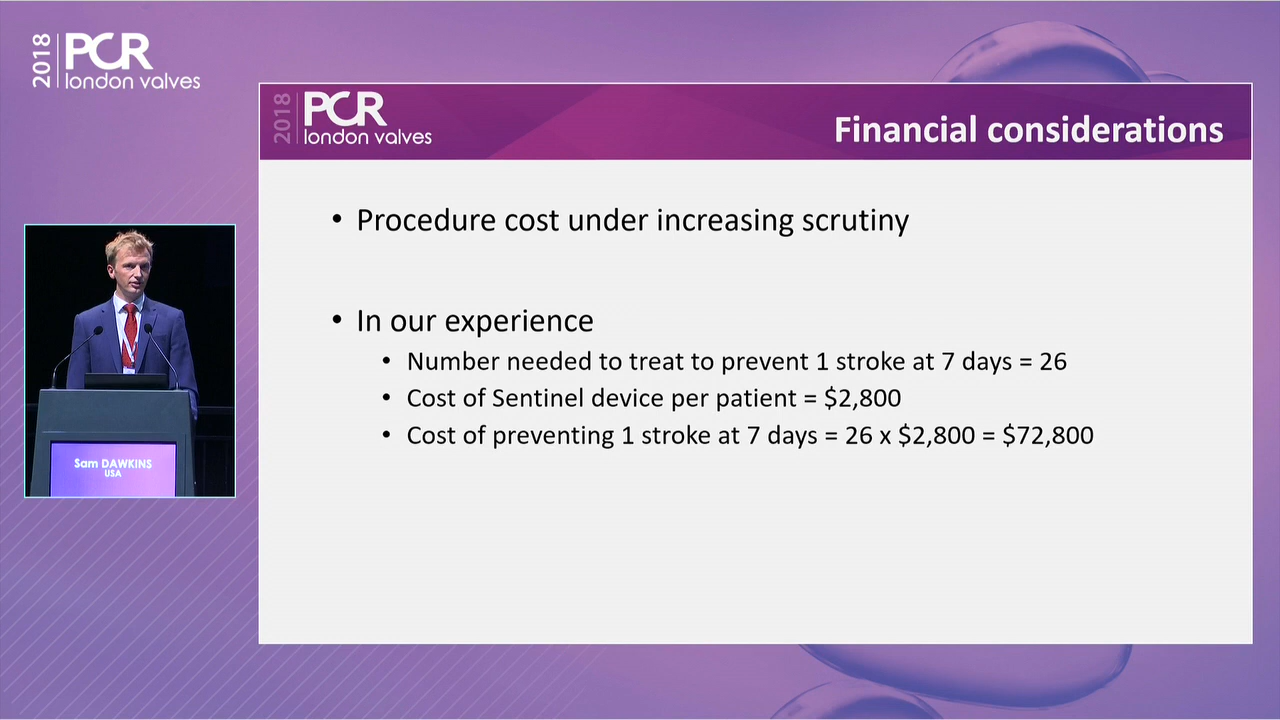 2018 PCR
london valves
2018 PCR
london valves
Financial considerations
• Procedure cost under increasing scrutiny
• In our experience
• Number needed to treat to prevent 1 stroke at 7 days = 26
• Cost of Sentinel device per patient = $2,800
• Cost of preventing 1 stroke at 7 days = 26 x $2,800 = $72,800
Sam DAWKINS
USA